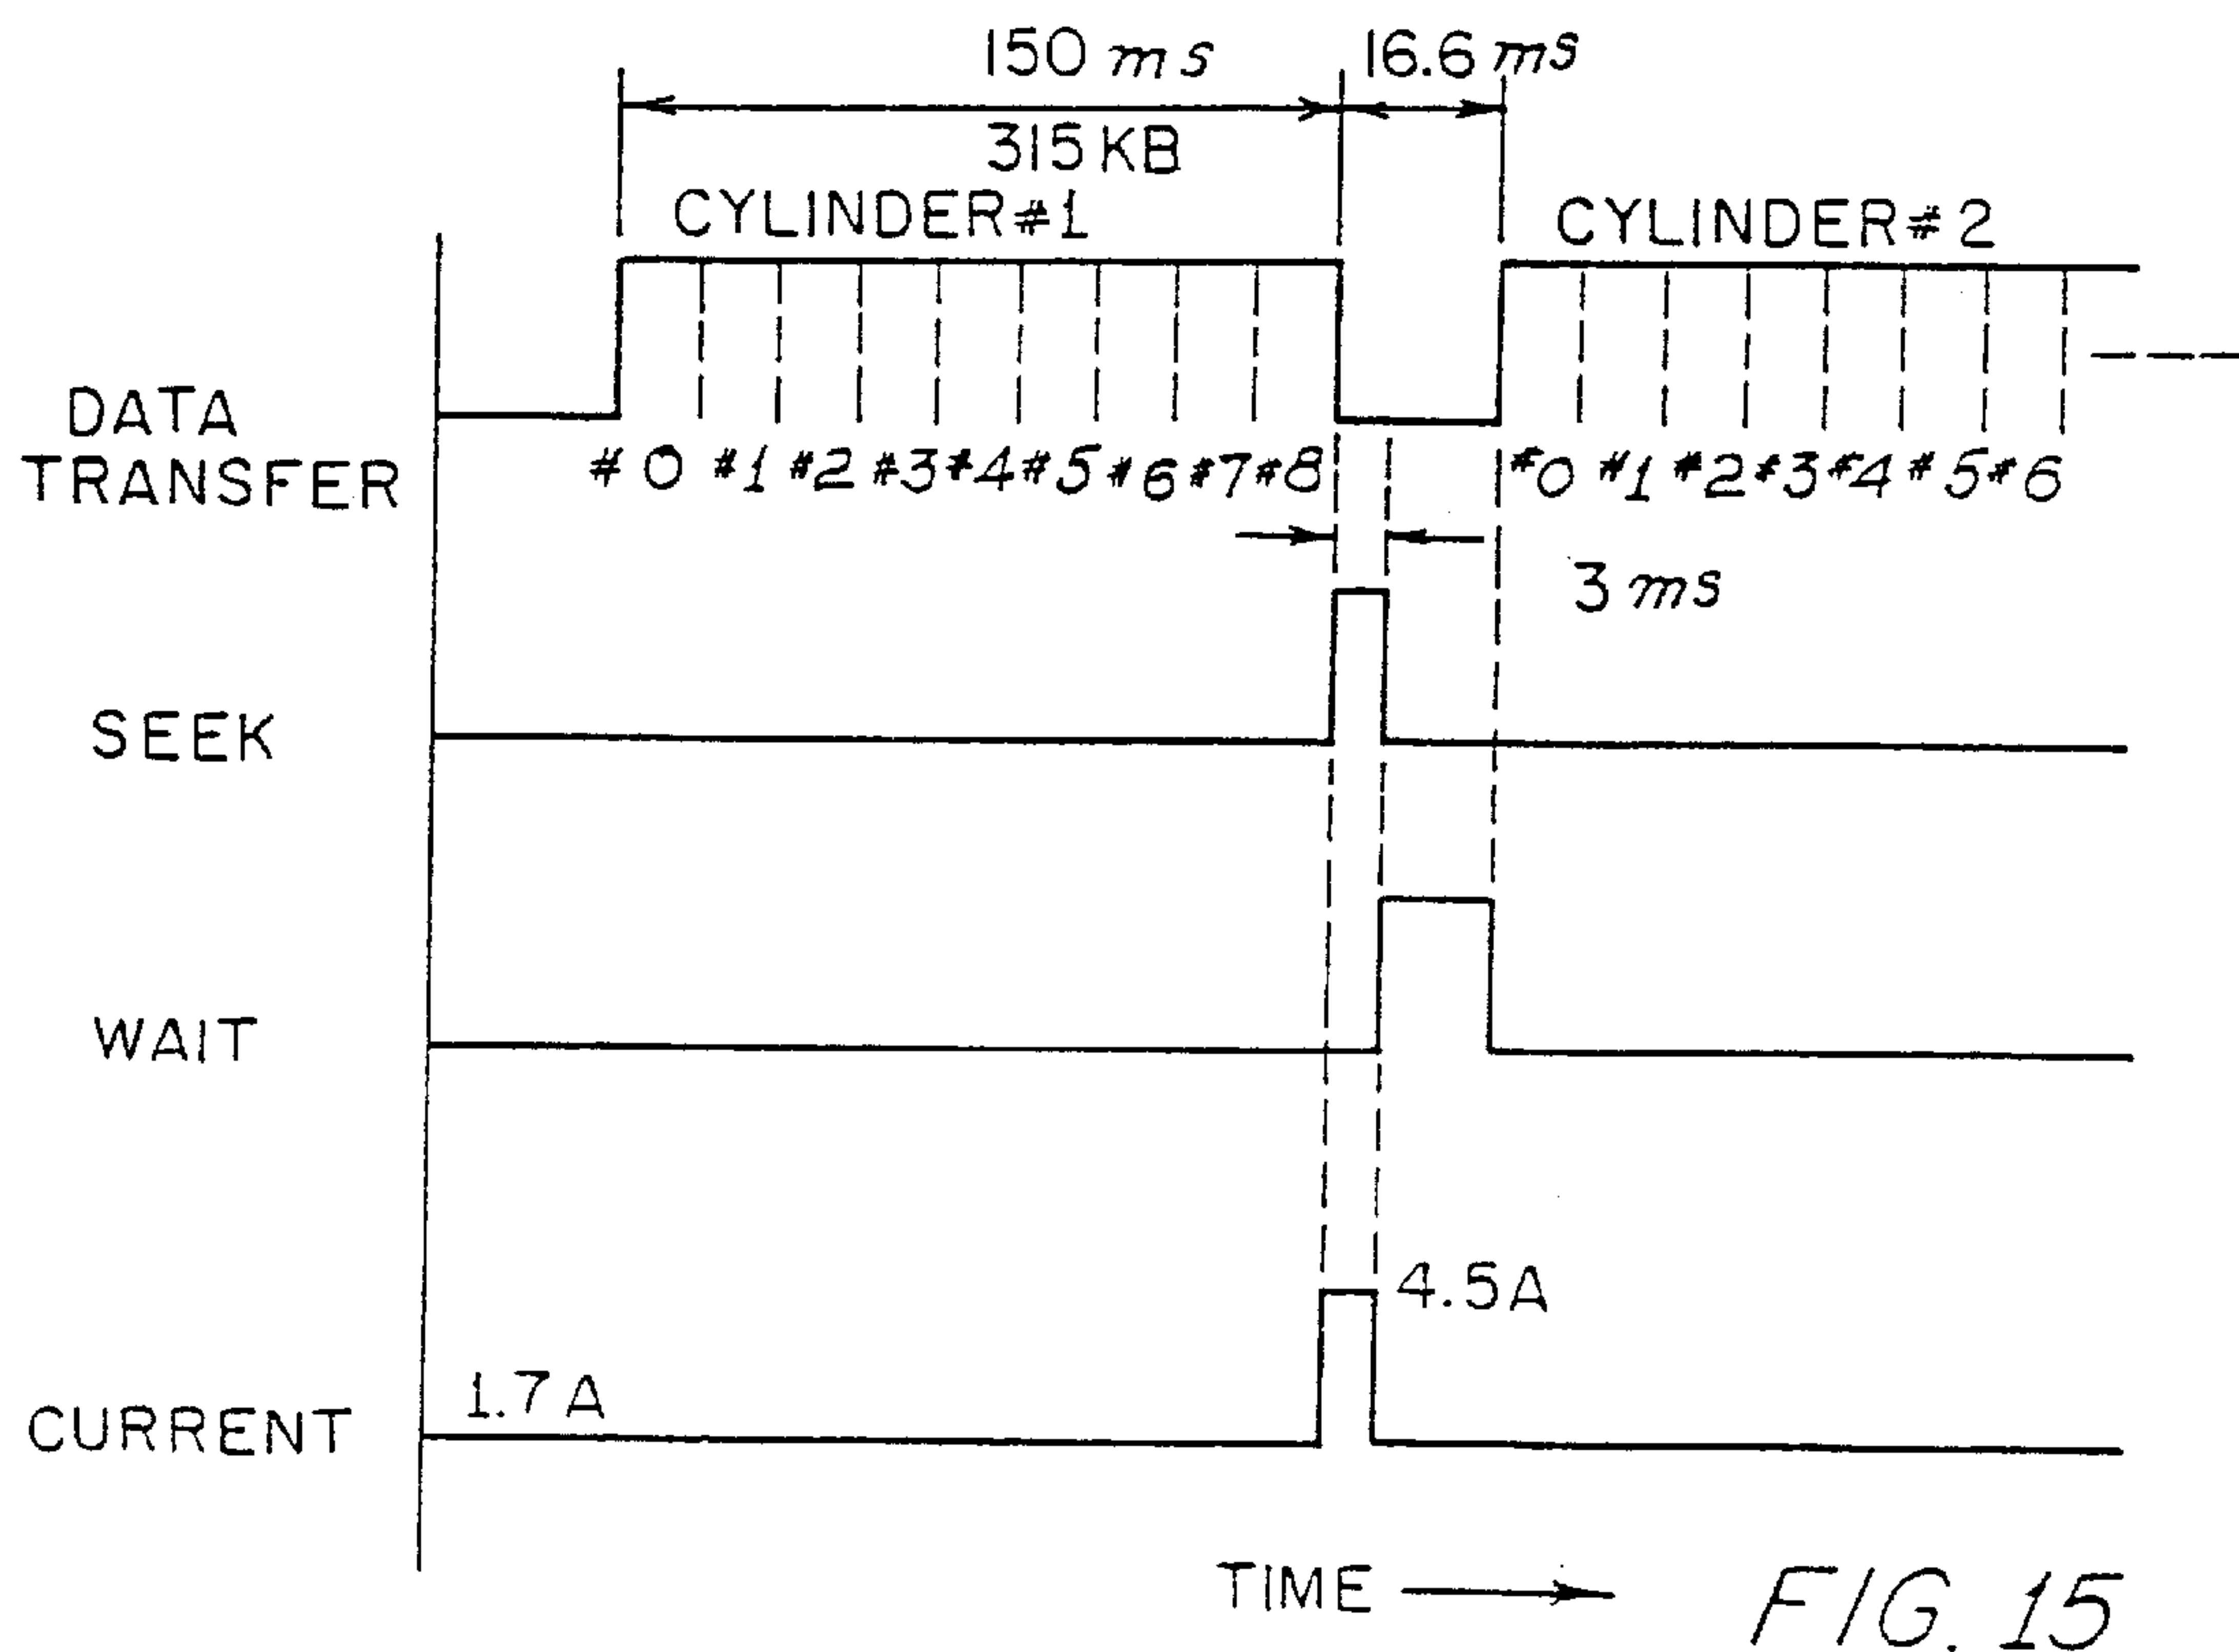 150 ms 16.6 ms
315KB
CYLINDER#1 CYLINDER#2
DATA
TRANSFER
#0 #1 #2 #3 #4 #5 #6 #7 #8 #0 #1 #2 #3 #4 #5 #6
3 ms
SEEK
WAIT
4.5A
1.7A
CURRENT
TIME
FIG. 15